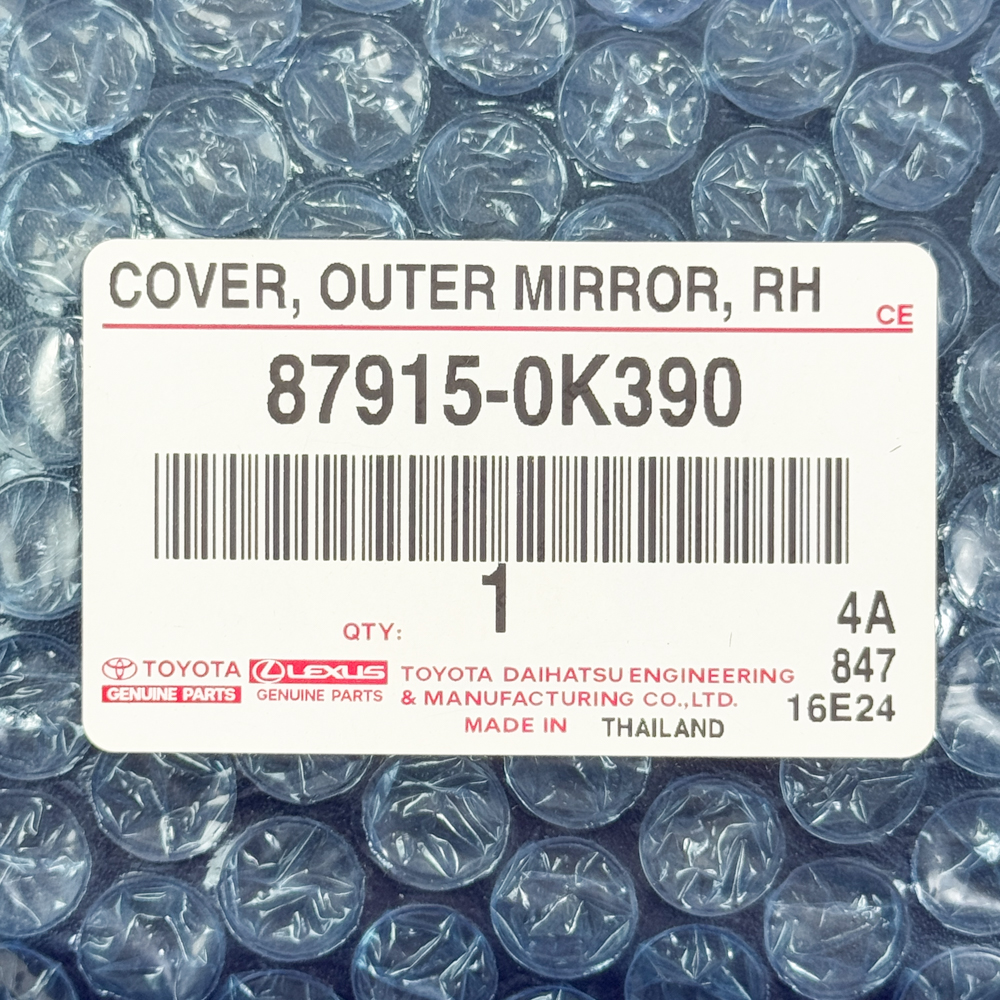 COVER, OUTER MIRROR, RH
CE
87915-0K390
1
QTY:
4A
TOYOTA
GENUINE PARTS
LEXUS
GENUINE PARTS
TOYOTA DAIHATSU ENGINEERING
& MANUFACTURING CO.,LTD.
MADE IN THAILAND
847
16E24